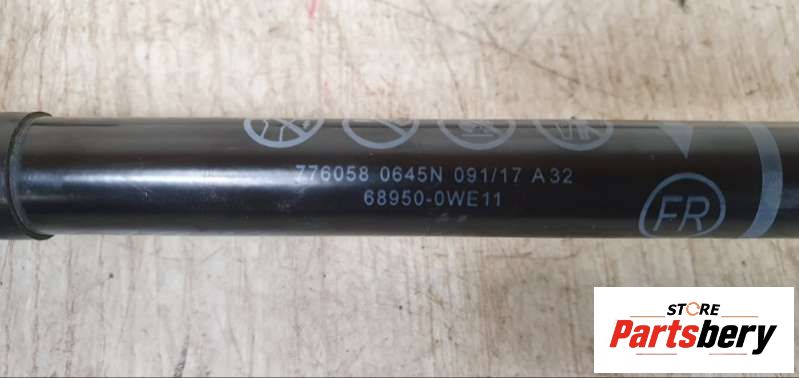 776058 0645N 091/17 A32
68950-0WE11
FR
STORE
Partsbery